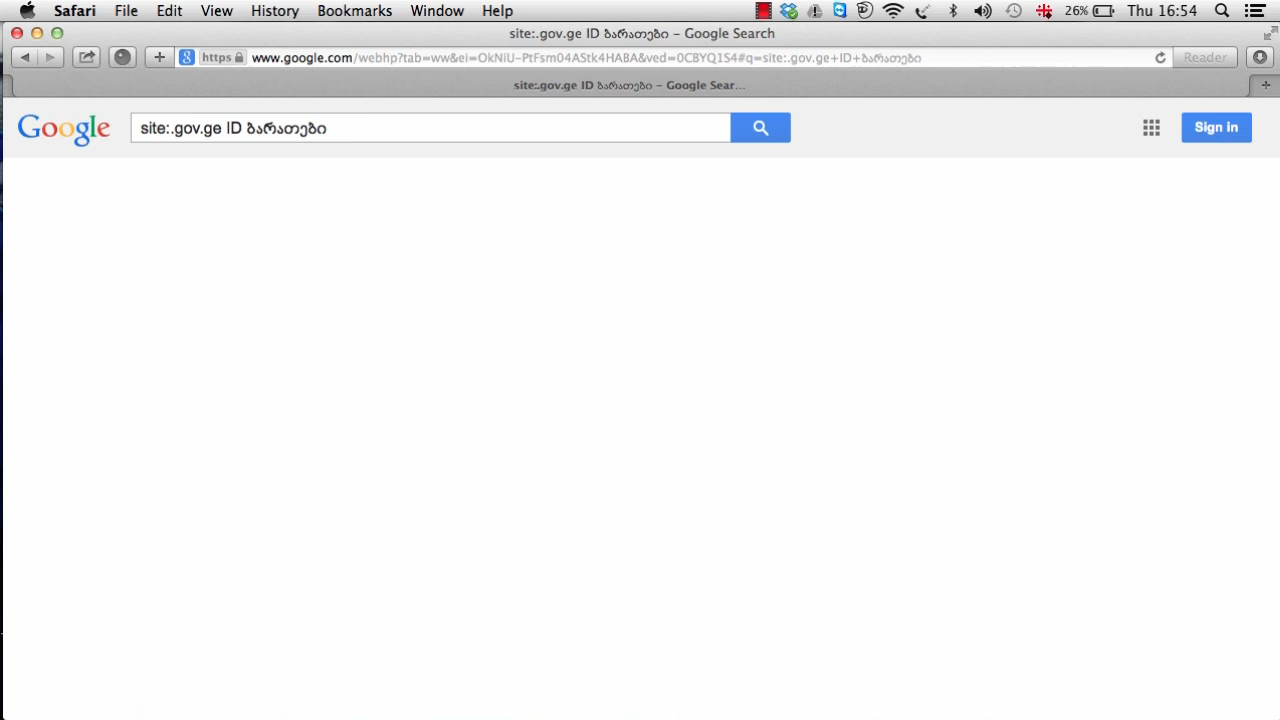 Safari File Edit View History Bookmarks Window Help 26% Thu 16:54
site:.gov.ge ID ბარათები – Google Search
https www.google.com/webhp?tab=ww&ei=OkNiU-PtFsm04AStk4HABA&ved=0CBYQ1S4#q=site:.gov.ge+ID+ბარათები Reader
site:.gov.ge ID ბარათები – Google Sear...
Google site:.gov.ge ID ბარათები Sign in